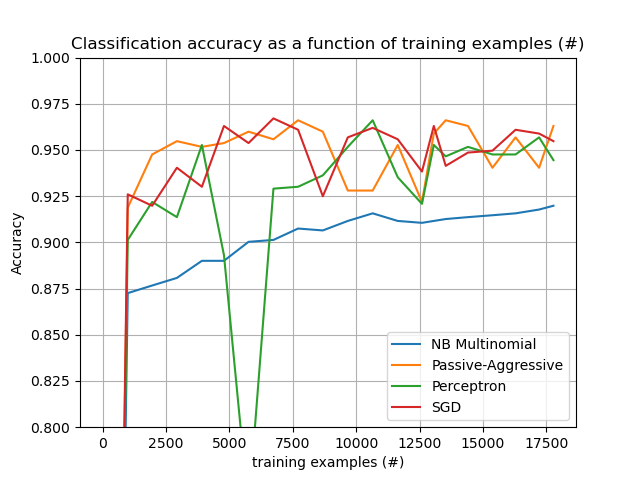 Classification accuracy as a function of training examples (#)
1.000
0.975
0.950
0.925
0.900
0.875
0.850
0.825
0.800
Accuracy
NB Multinomial
Passive-Aggressive
Perceptron
SGD
0 2500 5000 7500 10000 12500 15000 17500
training examples (#)